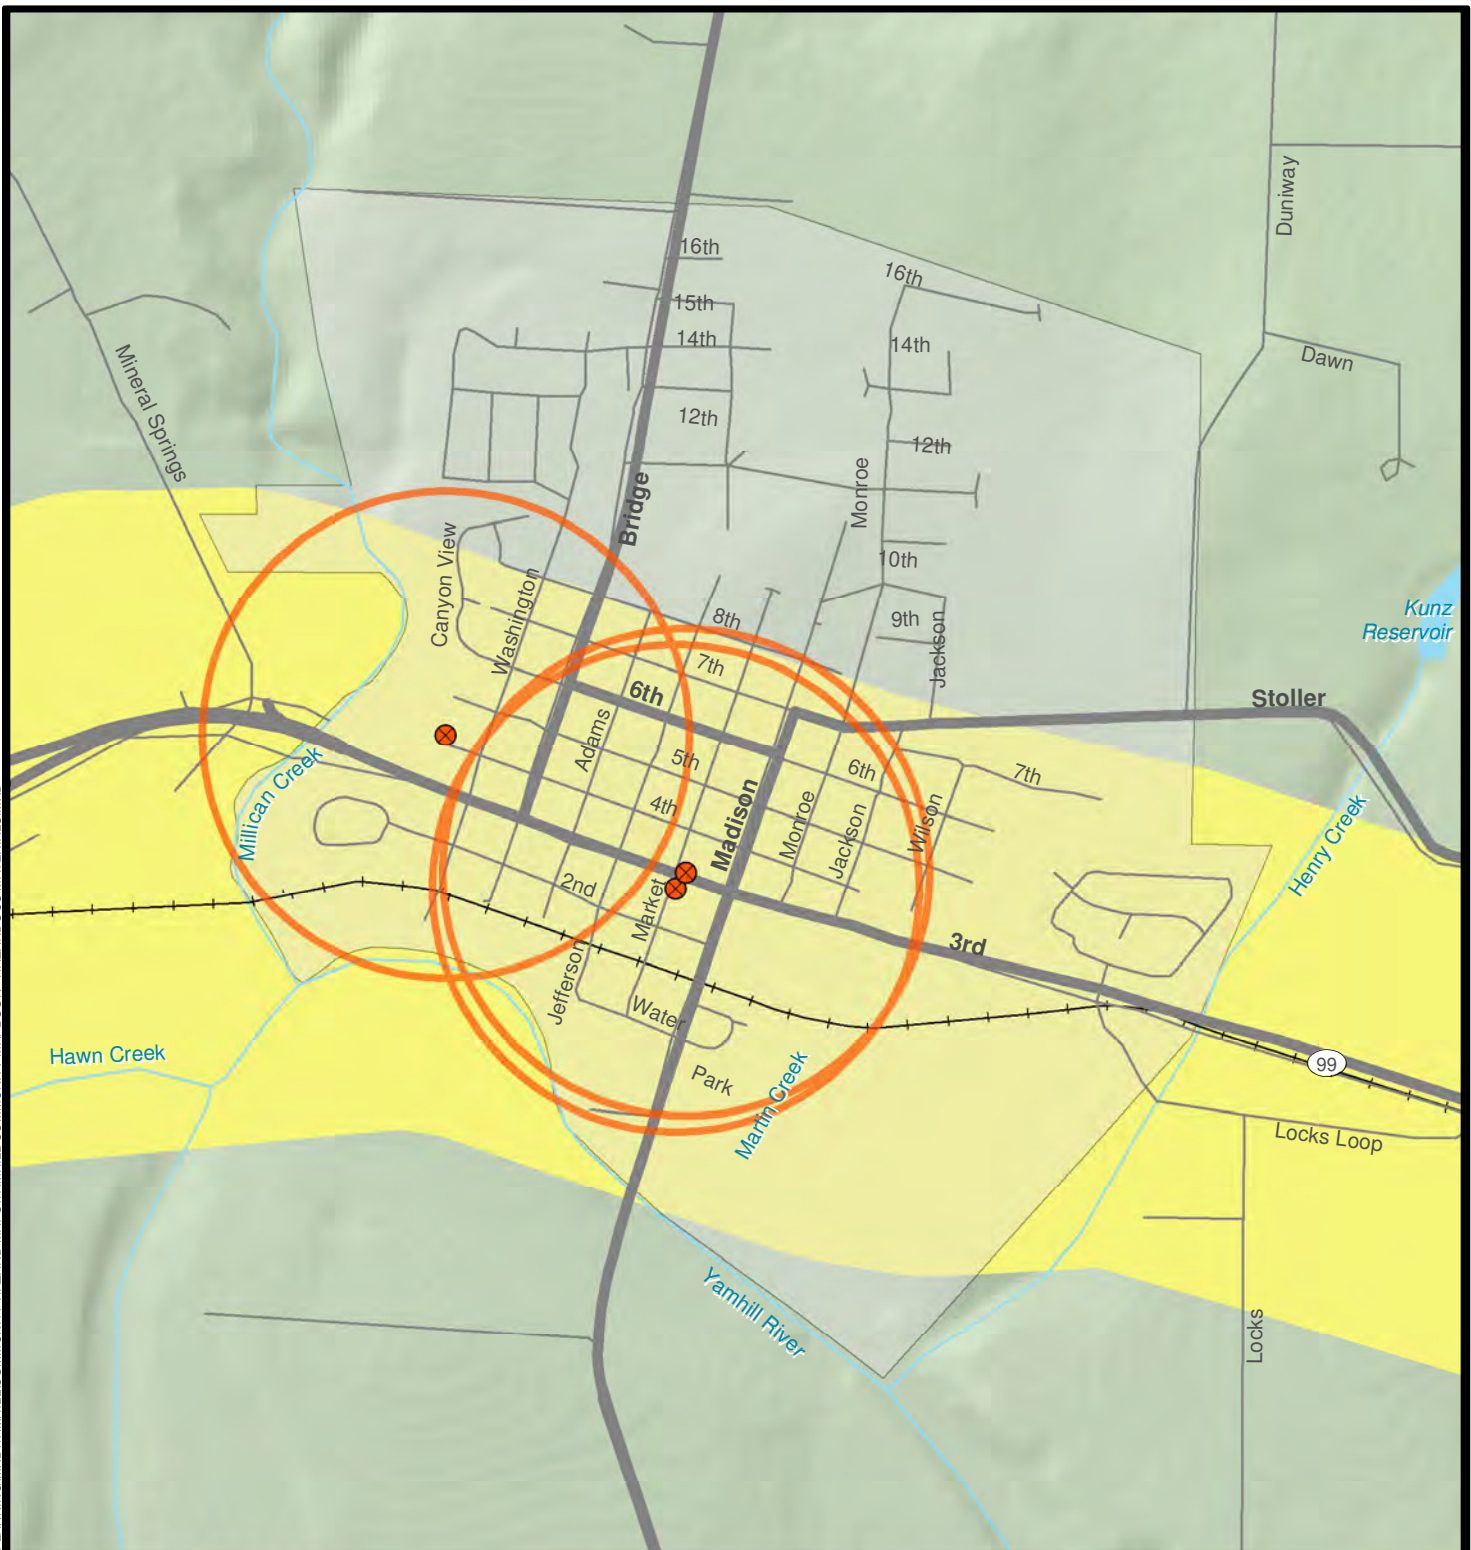 16th
16th
Duniway
15th
14th
14th
Dawn
Mineral Springs
12th
12th
Bridge
Monroe
Canyon View
10th
Washington
8th
9th
Jackson
Kunz
Reservoir
7th
6th
Stoller
Adams
5th
6th
7th
Millican Creek
4th
Madison
Monroe
Jackson
Wilson
Henry Creek
2nd
Market
3rd
Jefferson
Water
Hawn Creek
99
Park
Martin Creek
Locks Loop
Yamhill River
Locks